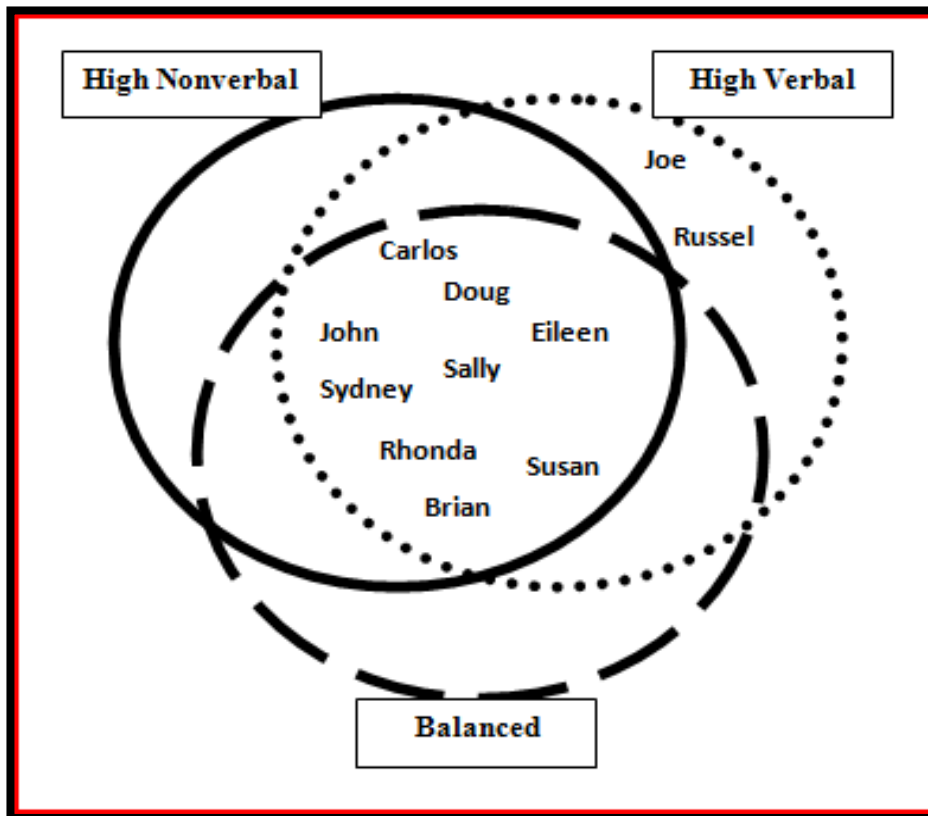 High Nonverbal
High Verbal
Joe
Russel
Carlos
Doug
John
Eileen
Sally
Sydney
Rhonda
Susan
Brian
Balanced